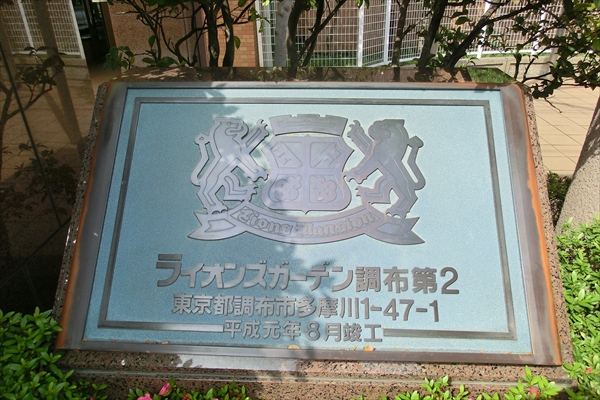 Lions Mansion
ライオンズガーデン調布第2
東京都調布市多摩川1-47-1
平成元年8月竣工